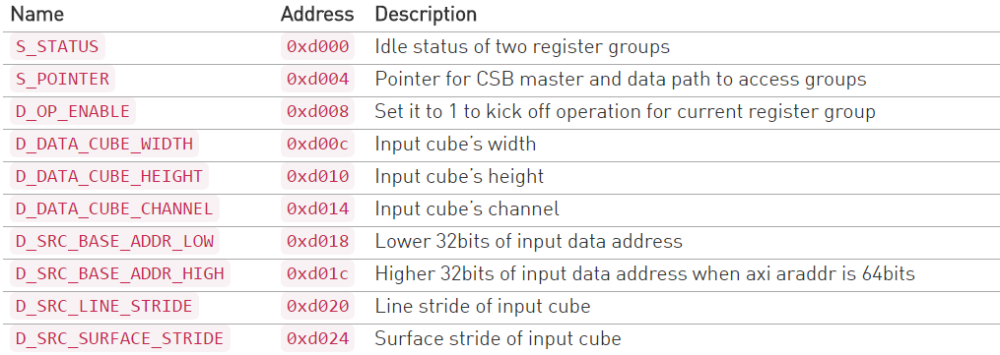 Name Address Description
S_STATUS 0xd000 Idle status of two register groups
S_POINTER 0xd004 Pointer for CSB master and data path to access groups
D_OP_ENABLE 0xd008 Set it to 1 to kick off operation for current register group
D_DATA_CUBE_WIDTH 0xd00c Input cube’s width
D_DATA_CUBE_HEIGHT 0xd010 Input cube’s height
D_DATA_CUBE_CHANNEL 0xd014 Input cube’s channel
D_SRC_BASE_ADDR_LOW 0xd018 Lower 32bits of input data address
D_SRC_BASE_ADDR_HIGH 0xd01c Higher 32bits of input data address when axi araddr is 64bits
D_SRC_LINE_STRIDE 0xd020 Line stride of input cube
D_SRC_SURFACE_STRIDE 0xd024 Surface stride of input cube